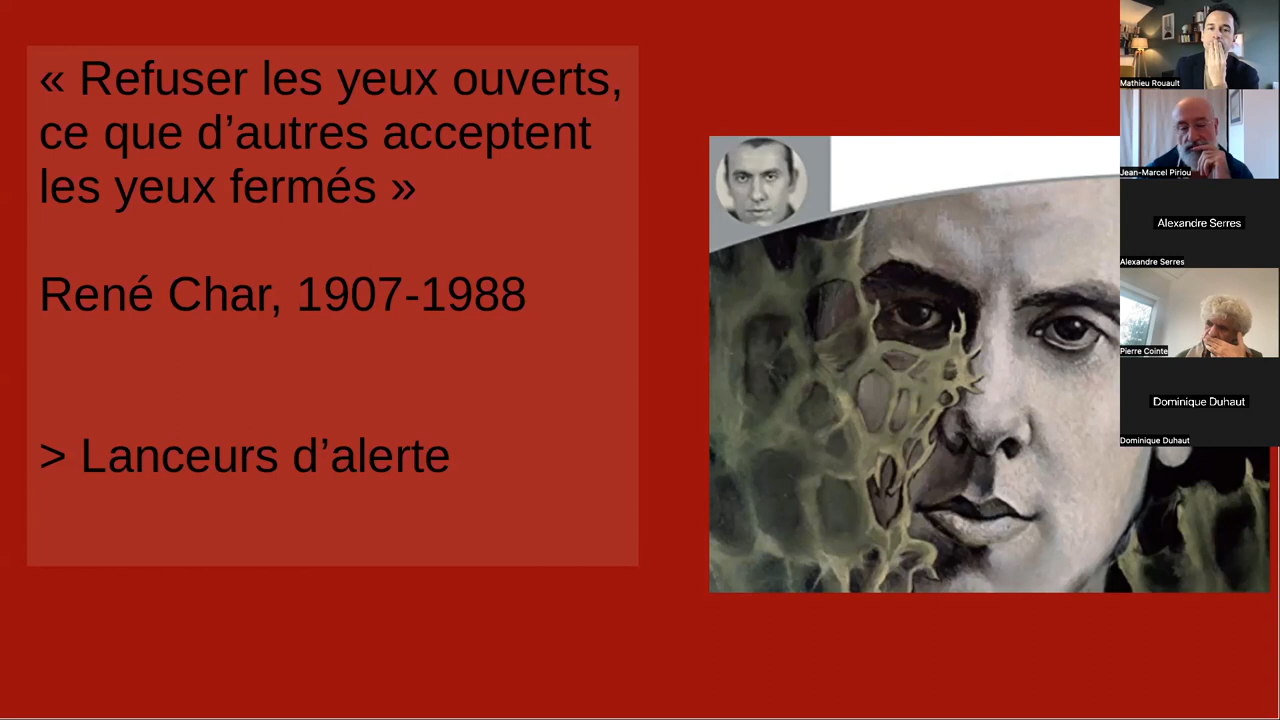 « Refuser les yeux ouverts,
ce que d’autres acceptent
les yeux fermés »
René Char, 1907-1988
> Lanceurs d’alerte
Mathieu Rouault
Jean-Marcel Piriou
Alexandre Serres
Alexandre Serres
Pierre Cointe
Dominique Duhaut
Dominique Duhaut